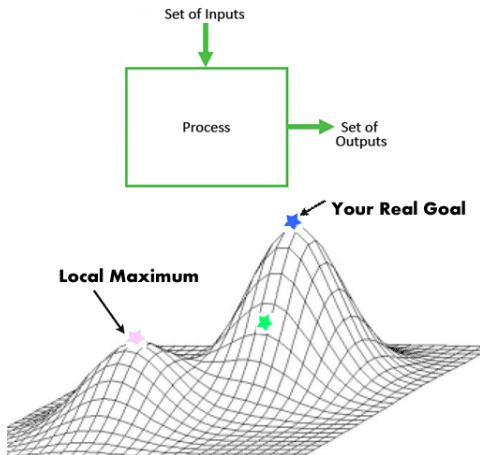 Set of Inputs
Process
Set of
Outputs
Your Real Goal
Local Maximum